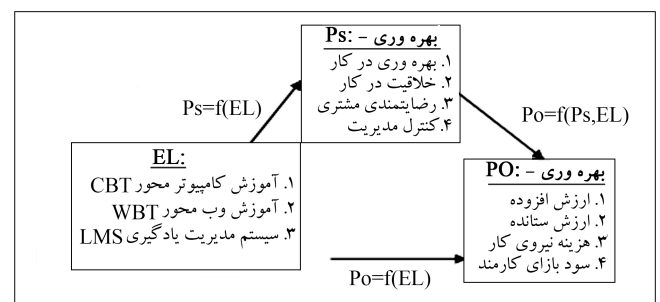 بهره وری – Ps:
۱. بهره وری در کار
۲. خلاقیت در کار
۳. رضایتمندی مشتری
۴.کنترل مدیریت
Ps=f(EL)
Po=f(Ps,EL)
EL:
۱. آموزش کامپیوتر محور CBT
۲. آموزش وب محور WBT
۳. سیستم مدیریت یادگیری LMS
بهره وری – PO:
۱. ارزش افزوده
۲. ارزش ستانده
۳. هزینه نیروی کار
۴. سود بازای کارمند
Po=f(EL)